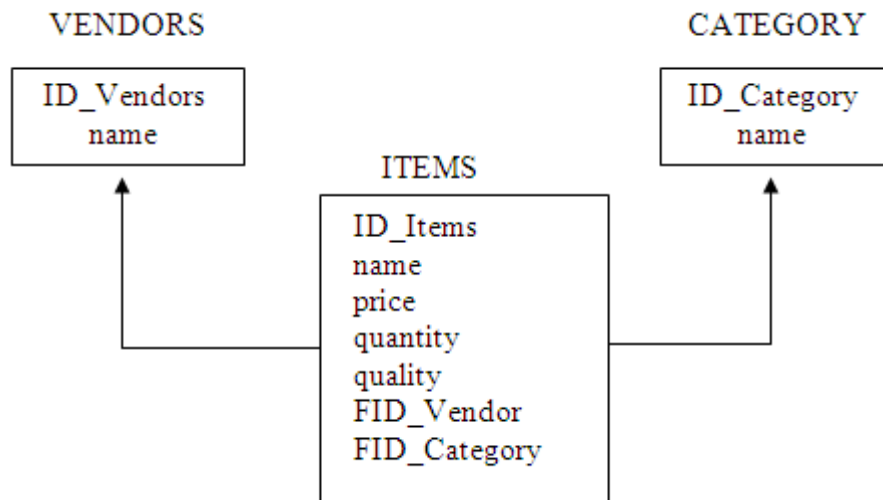 VENDORS
ID_Vendors
name
CATEGORY
ID_Category
name
ITEMS
ID_Items
name
price
quantity
quality
FID_Vendor
FID_Category